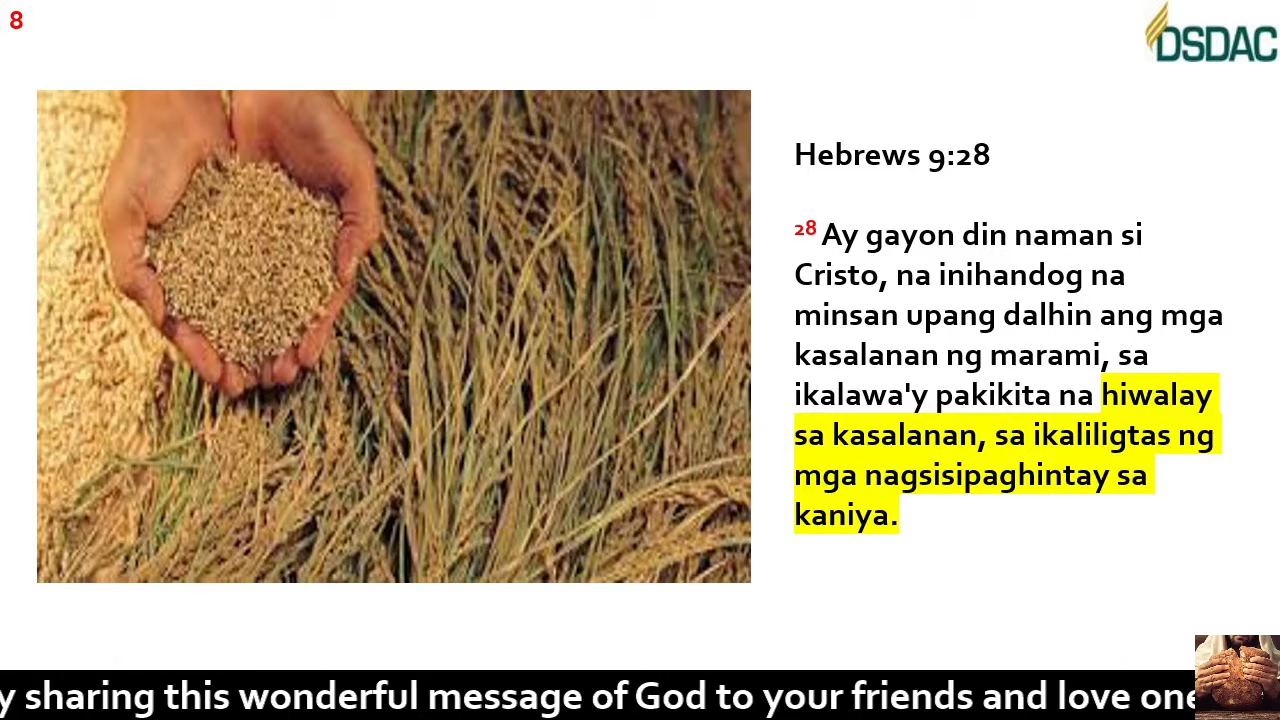 8
DSDAC
Hebrews 9:28
28 Ay gayon din naman si
Cristo, na inihandog na
minsan upang dalhin ang mga
kasalanan ng marami, sa
ikalawa'y pakikita na hiwalay
sa kasalanan, sa ikaliligtas ng
mga nagsisipaghintay sa
kaniya.
y sharing this wonderful message of God to your friends and love one